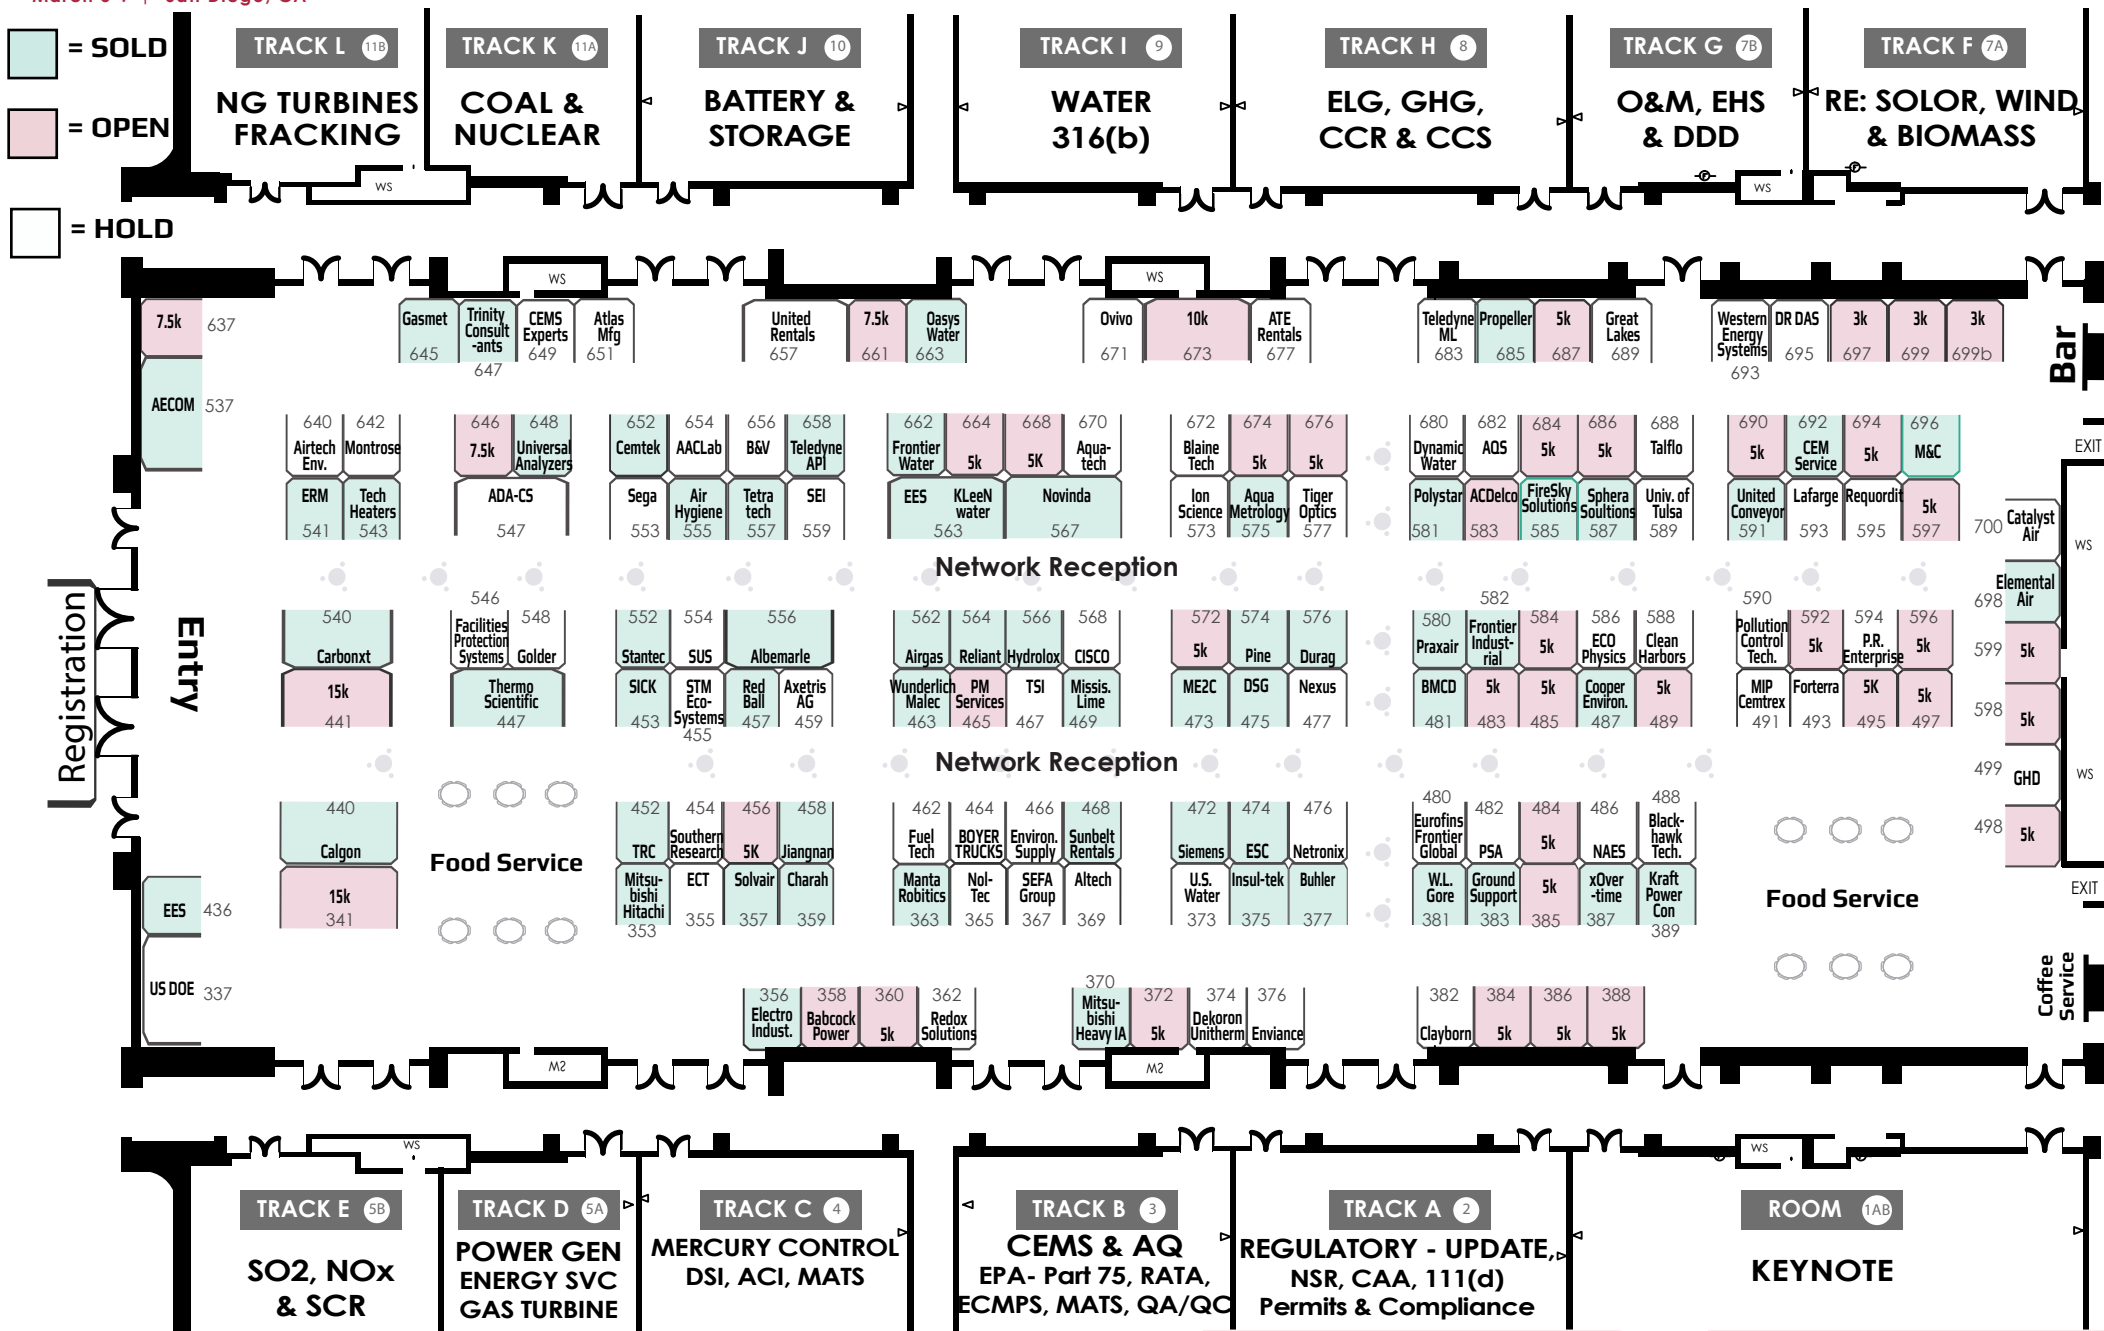 = SOLD
= OPEN
= HOLD
TRACK L 11B
NG TURBINES
FRACKING
TRACK K 11A
COAL &
NUCLEAR
TRACK J 10
BATTERY &
STORAGE
TRACK I 9
WATER
316(b)
TRACK H 8
ELG, GHG,
CCR & CCS
TRACK G 7B
O&M, EHS
& DDD
TRACK F 7A
RE: SOLOR, WIND
& BIOMASS
WS
WS
WS
WS
7.5k 637
AECOM 537
Gasmet
645
Trinity
Consult
-ants
647
CEMS
Experts
649
Atlas
Mfg
651
United
Rentals
657
7.5k
661
Oasys
Water
663
Ovivo
671
10k
673
ATE
Rentals
677
Teledyne
ML
683
Propeller
685
5k
687
Great
Lakes
689
Western
Energy
Systems
693
DR DAS
695
3k
697
3k
699
3k
699b
Bar
640
Airtech
Env.
642
Montrose
646
7.5k
648
Universal
Analyzers
652
Cemtek
654
AACLab
656
B&V
658
Teledyne
API
662
Frontier
Water
664
5k
668
5K
670
Aqua-
tech
672
Blaine
Tech
674
5k
676
5k
680
Dynamic
Water
682
AQS
684
5k
686
5k
688
Talflo
690
5k
692
CEM
Service
694
5k
696
M&C
EXIT
ERM
541
Tech
Heaters
543
ADA-CS
547
Sega
553
Air
Hygiene
555
Tetra
tech
557
SEI
559
EES KLeeN
water
563
Novinda
567
Ion
Science
573
Aqua
Metrology
575
Tiger
Optics
577
Polystar
581
ACDelco
583
FireSky
Solutions
585
Sphera
Soultions
587
Univ. of
Tulsa
589
United
Conveyor
591
Lafarge
593
Requordit
595
5k
597
700 Catalyst
Air
WS
Network Reception
Registration
Entry
540
Carbonxt
546
Facilities
Protection
Systems
548
Golder
552
Stantec
554
SUS
556
Albemarle
562
Airgas
564
Reliant
566
Hydrolox
568
CISCO
572
5k
574
Pine
576
Durag
580
Praxair
582
Frontier
Indust-
rial
584
5k
586
ECO
Physics
588
Clean
Harbors
590
Pollution
Control
Tech.
592
5k
594
P.R.
Enterprise
596
5k
Elemental
Air
698
599 5k
15k
441
Thermo
Scientific
447
SICK
453
STM
Eco-
Systems
455
Red
Ball
457
Axetris
AG
459
Wunderlich
Malec
463
PM
Services
465
TSI
467
Missis.
Lime
469
ME2C
473
DSG
475
Nexus
477
BMCD
481
5k
483
5k
485
Cooper
Environ.
487
5k
489
MIP
Cemtrex
491
Forterra
493
5K
495
5k
497
598 5k
499 GHD
WS
498 5k
Network Reception
440
Calgon
Food Service
452
TRC
454
Southern
Research
456
5K
458
Jiangnan
462
Fuel
Tech
464
BOYER
TRUCKS
466
Environ.
Supply
468
Sunbelt
Rentals
472
Siemens
474
ESC
476
Netronix
480
Eurofins
Frontier
Global
482
PSA
484
5k
486
NAES
488
Black-
hawk
Tech.
EES 436
15k
341
Mitsu-
bishi
Hitachi
353
ECT
355
Solvair
357
Charah
359
Manta
Robitics
363
Nol-
Tec
365
SEFA
Group
367
Altech
369
U.S.
Water
373
Insul-tek
375
Buhler
377
W.L.
Gore
381
Ground
Support
383
5k
385
xOver
-time
387
Kraft
Power
Con
389
Food Service
EXIT
US DOE 337
356
Electro
Indust.
358
Babcock
Power
360
5k
362
Redox
Solutions
370
Mitsu-
bishi
Heavy IA
372
5k
374
Dekoron
Unitherm
376
Enviance
382
Clayborn
384
5k
386
5k
388
5k
Coffee
Service
WS
WS
WS
WS
TRACK E 5B
SO2, NOx
& SCR
TRACK D 5A
POWER GEN
ENERGY SVC
GAS TURBINE
TRACK C 4
MERCURY CONTROL
DSI, ACI, MATS
TRACK B 3
CEMS & AQ
EPA- Part 75, RATA,
ECMPS, MATS, QA/QC
TRACK A 2
REGULATORY - UPDATE,
NSR, CAA, 111(d)
Permits & Compliance
ROOM 1AB
KEYNOTE